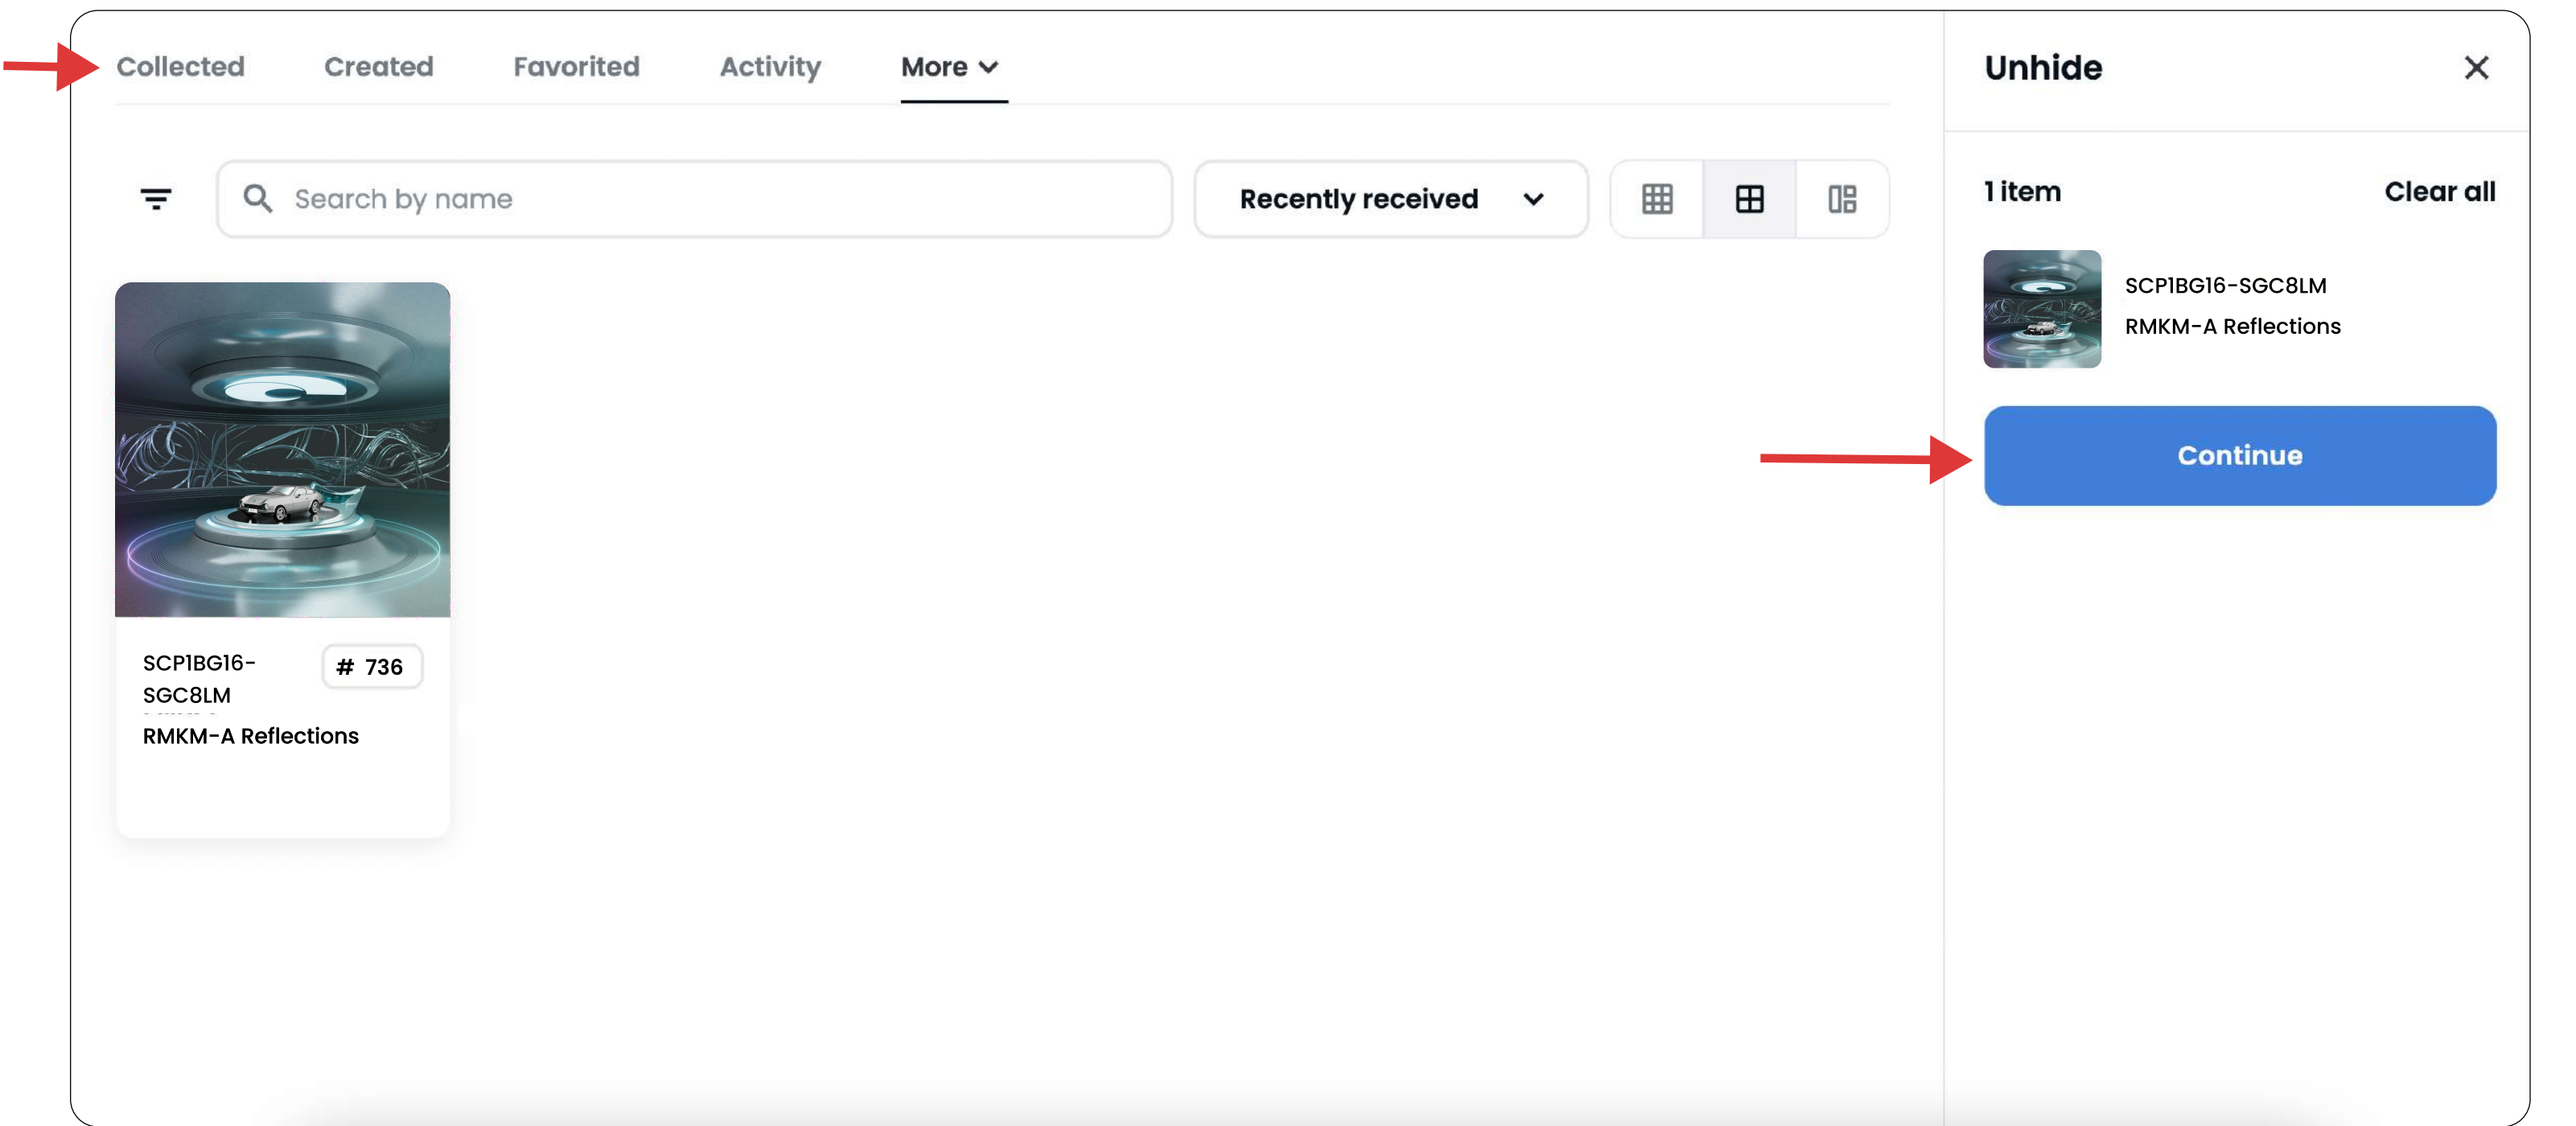 Collected
Created
Favorited
Activity
More
Search by name
Recently received
SCP1BG16-
SGC8LM
# 736
RMKM-A Reflections
Unhide
1 item
Clear all
SCP1BG16-SGC8LM
RMKM-A Reflections
Continue